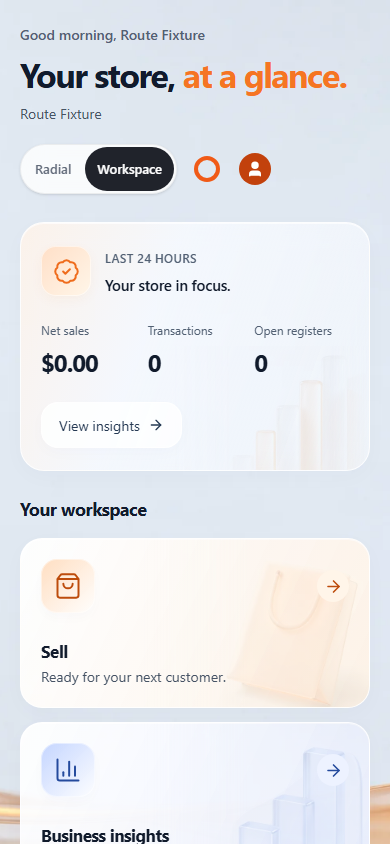 Good morning, Route Fixture
Your store, at a glance.
Route Fixture
Radial
Workspace
LAST 24 HOURS
Your store in focus.
Net sales
Transactions
Open registers
$0.00
0
0
View insights
Your workspace
Sell
Ready for your next customer.
Business insights